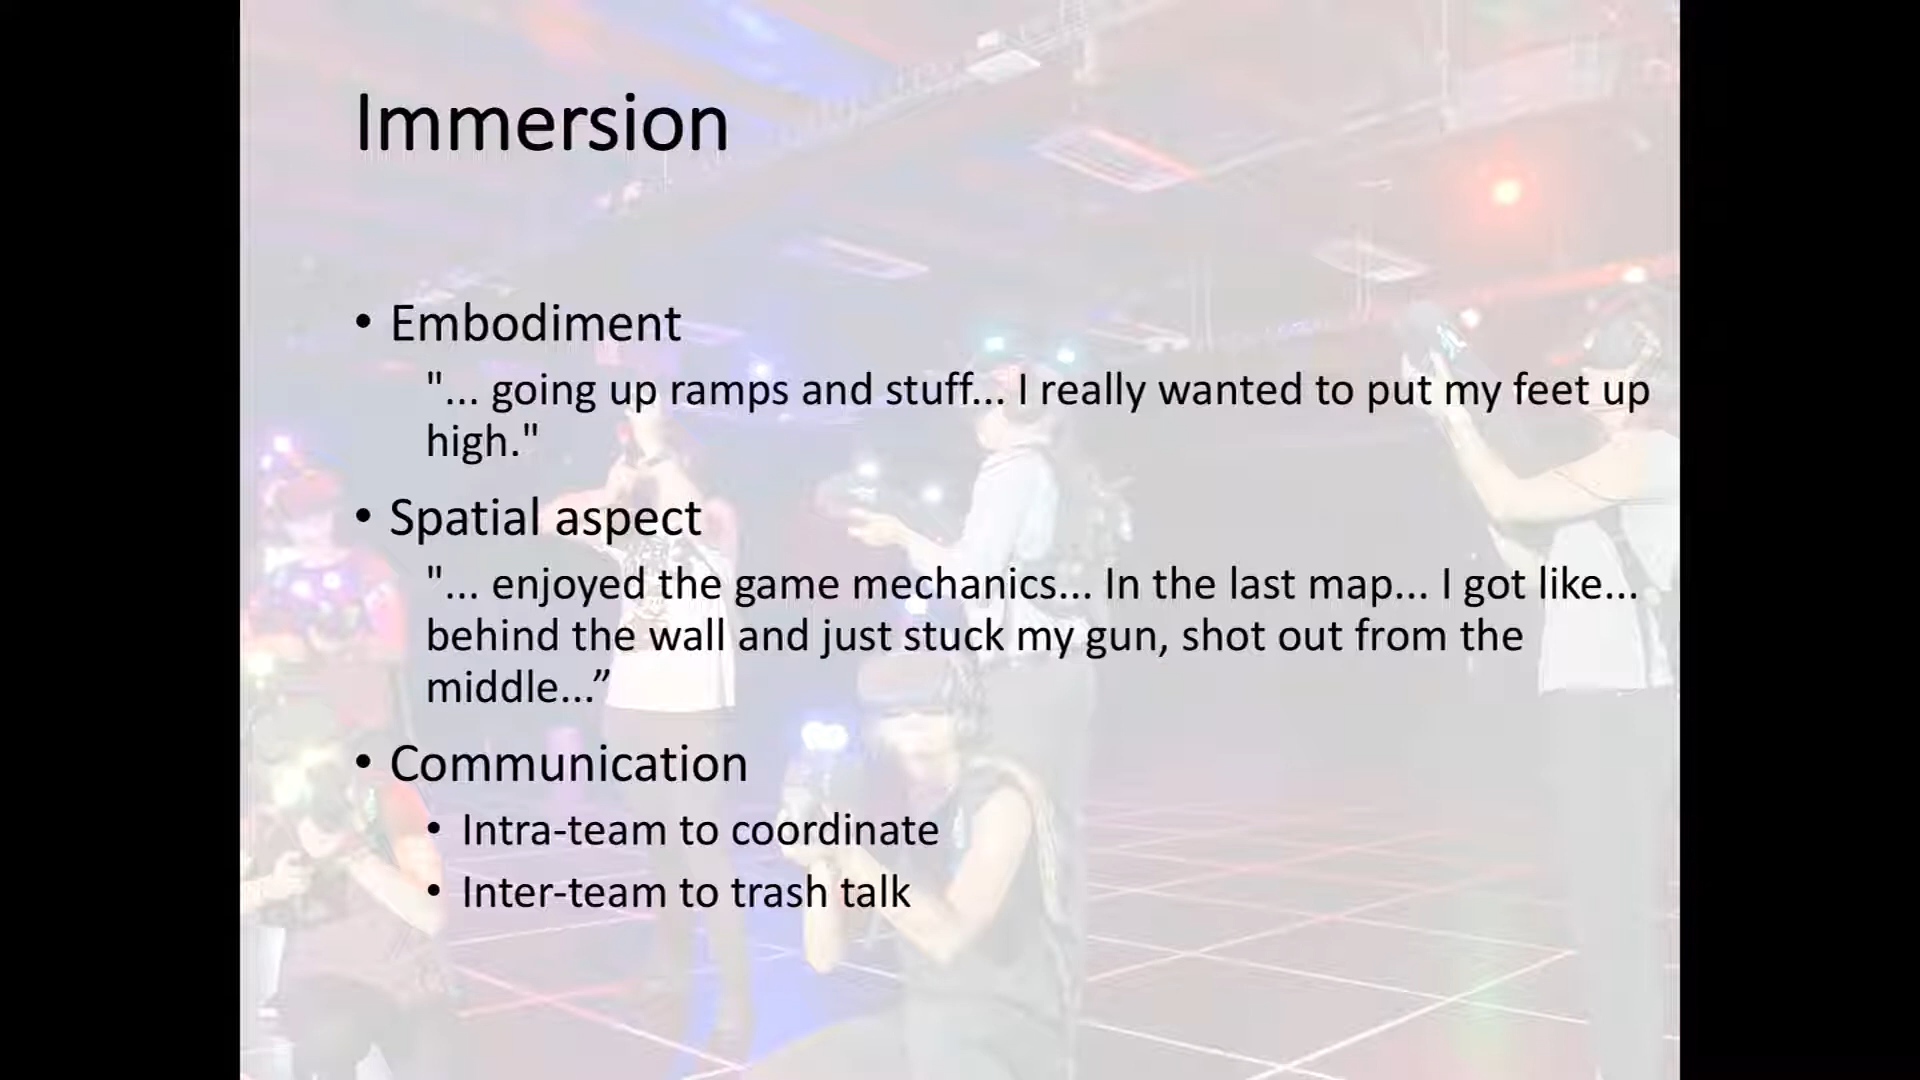 Immersion
• Embodiment
"... going up ramps and stuff... I really wanted to put my feet up
high."
• Spatial aspect
"... enjoyed the game mechanics... In the last map... I got like...
behind the wall and just stuck my gun, shot out from the
middle...”
• Communication
• Intra-team to coordinate
• Inter-team to trash talk